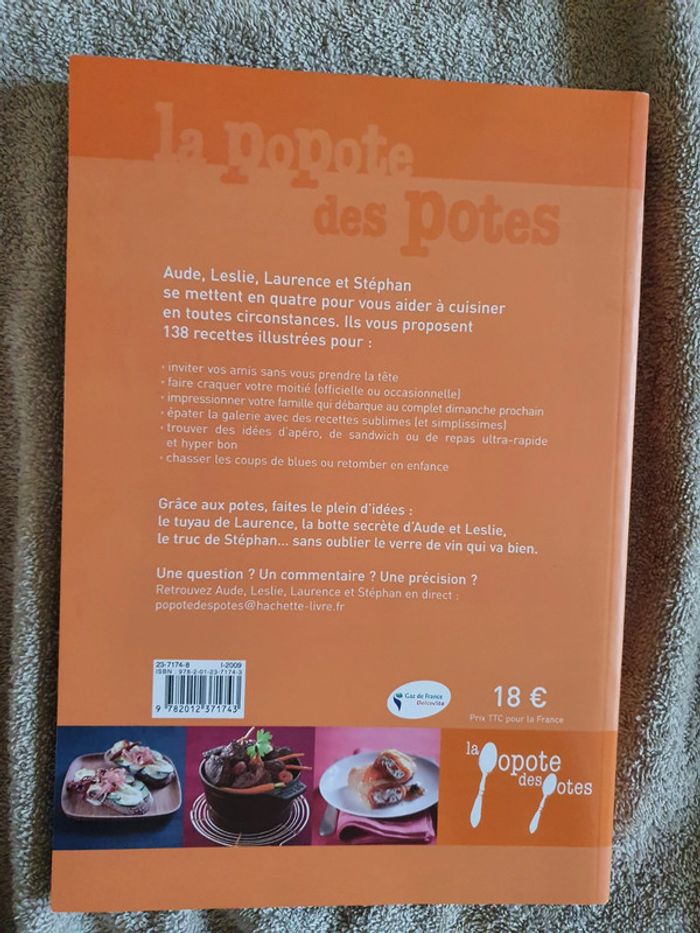 la popote
des potes
Aude, Leslie, Laurence et Stéphan
se mettent en quatre pour vous aider à cuisiner
en toutes circonstances. Ils vous proposent
138 recettes illustrées pour :
• inviter vos amis sans vous prendre la tête
• faire craquer votre moitié (officielle ou occasionnelle)
• impressionner votre famille qui débarque au complet dimanche prochain
• épater la galerie avec des recettes sublimes (et simplissimes)
• trouver des idées d'apéro, de sandwich ou de repas ultra-rapide
et hyper bon
• chasser les coups de blues ou retomber en enfance
Grâce aux potes, faites le plein d'idées :
le tuyau de Laurence, la botte secrète d'Aude et Leslie,
le truc de Stéphan... sans oublier le verre de vin qui va bien.
Une question ? Un commentaire ? Une précision ?
Retrouvez Aude, Leslie, Laurence et Stéphan en direct :
popotedespotes@hachette-livre.fr
23-7174-8 I-2009
ISBN : 978-2-01-23-7174-3
9 782012 371743
Gaz de France
Dolcevita
18 €
Prix TTC pour la France
la popote
des potes